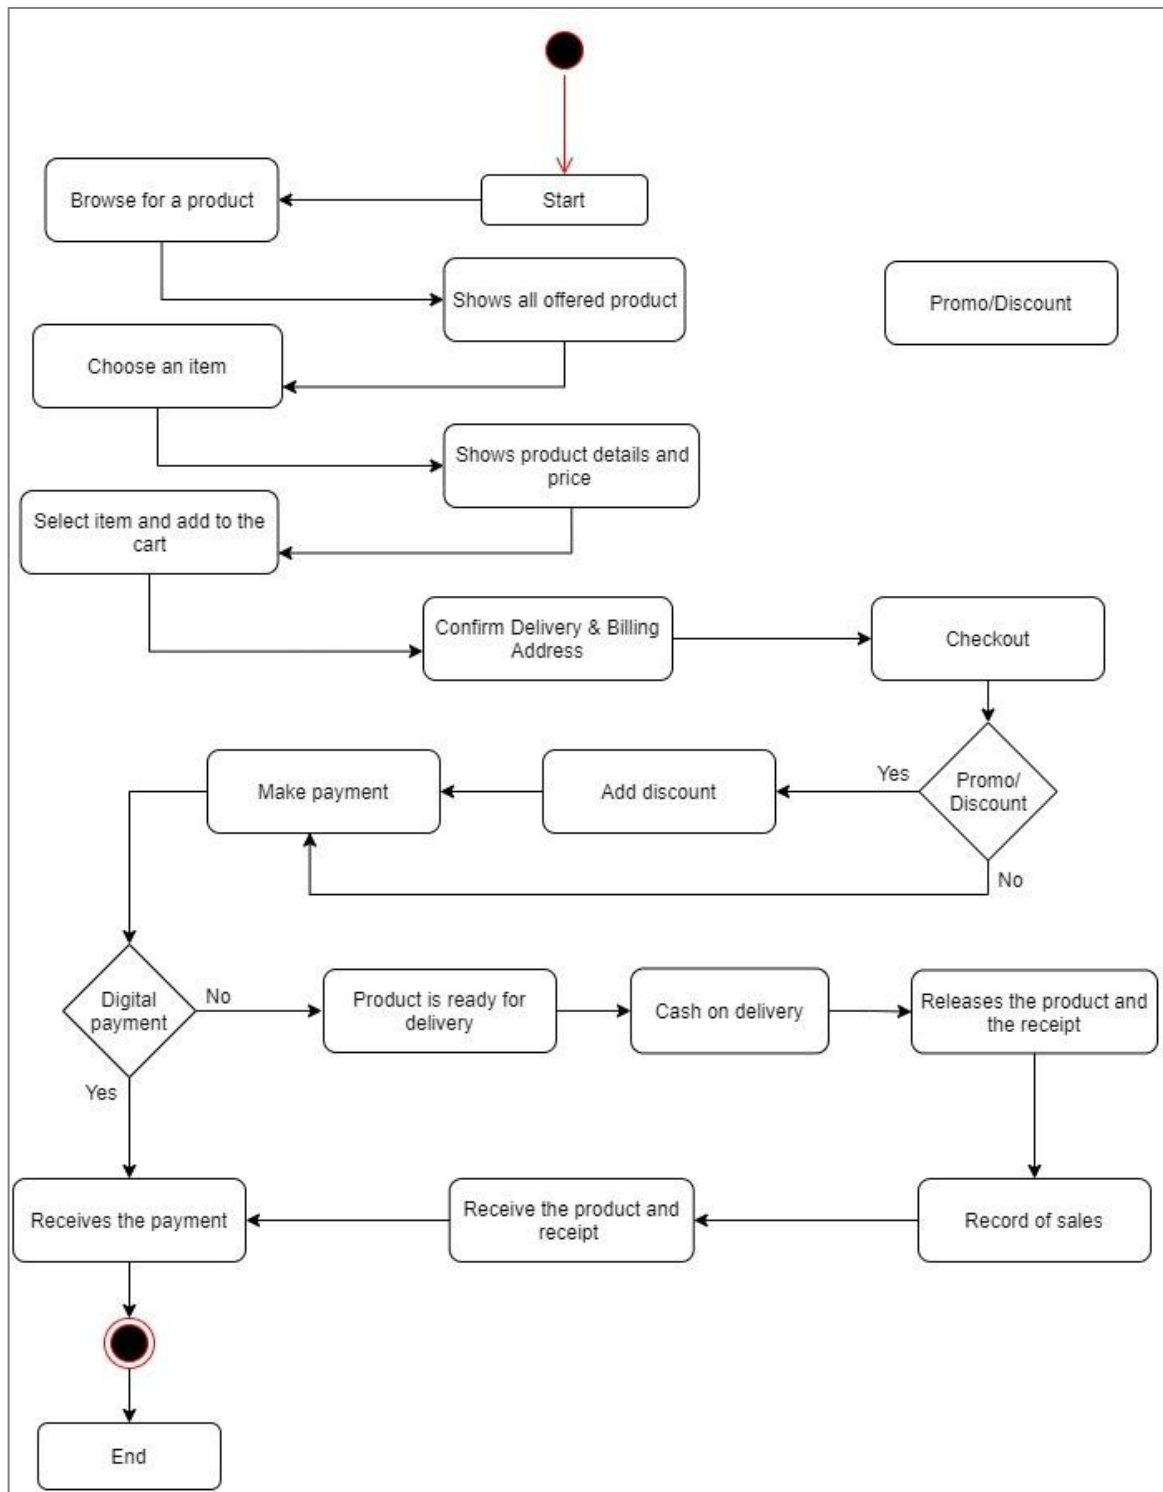 Start
Browse for a product
Shows all offered product
Promo/Discount
Choose an item
Shows product details and
price
Select item and add to the
cart
Confirm Delivery & Billing
Address
Checkout
Promo/
Discount
Yes
Add discount
Make payment
No
Digital
payment
No
Product is ready for
delivery
Cash on delivery
Releases the product and
the receipt
Yes
Record of sales
Receive the product and
receipt
Receives the payment
End